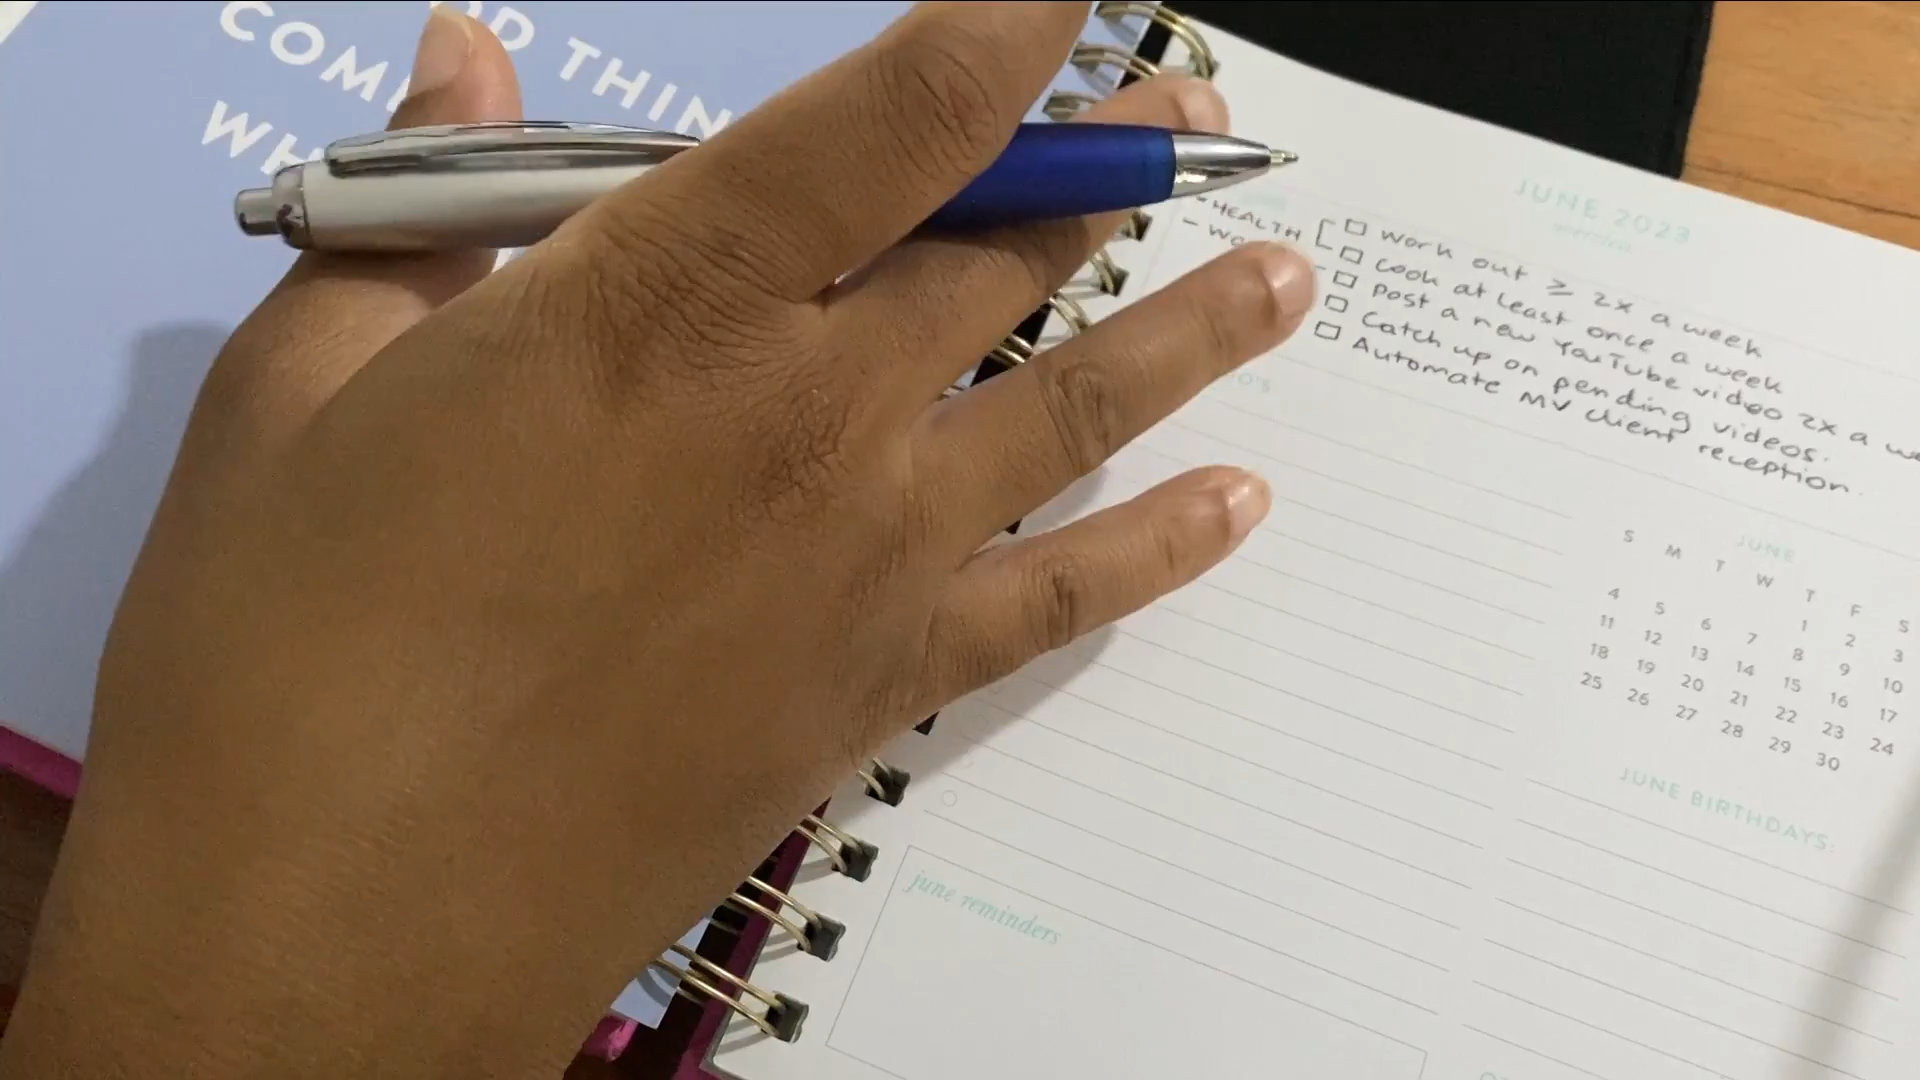 OD THIN
COM
WH
JUNE 2023
- HEALTH
☐ Work out ≥ 2x a week
☐ Cook at least once a week
☐ Post a new YouTube video 2x a we
☐ Catch up on pending videos.
☐ Automate MV client reception.
O'S
JUNE
S M T W T F S
1 2 3
4 5 6 7 8 9 10
11 12 13 14 15 16 17
18 19 20 21 22 23 24
25 26 27 28 29 30
JUNE BIRTHDAYS:
june reminders